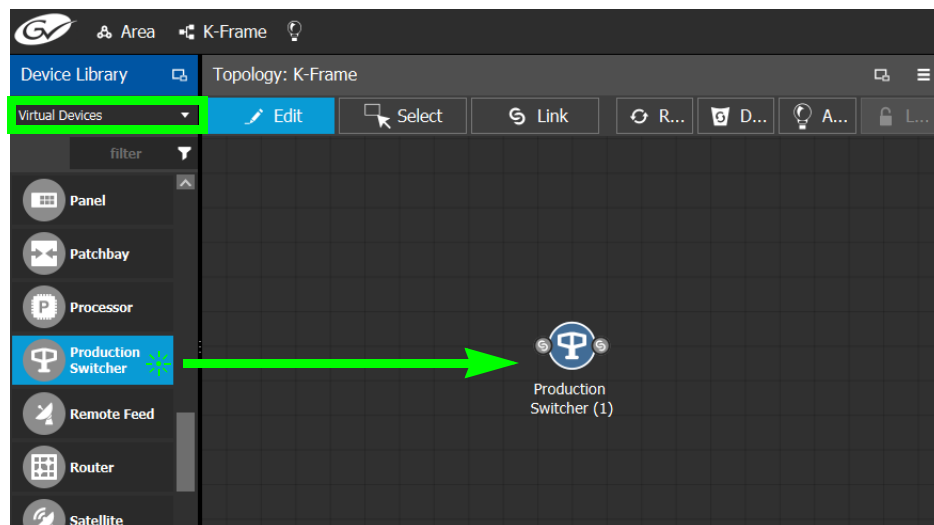 GV Area K-Frame
Device Library
Topology: K-Frame
Virtual Devices
Edit Select Link R... D... A... L...
filter
Panel
Patchbay
P
Processor
Production
Switcher
Remote Feed
Router
Satellite
S S
Production
Switcher (1)